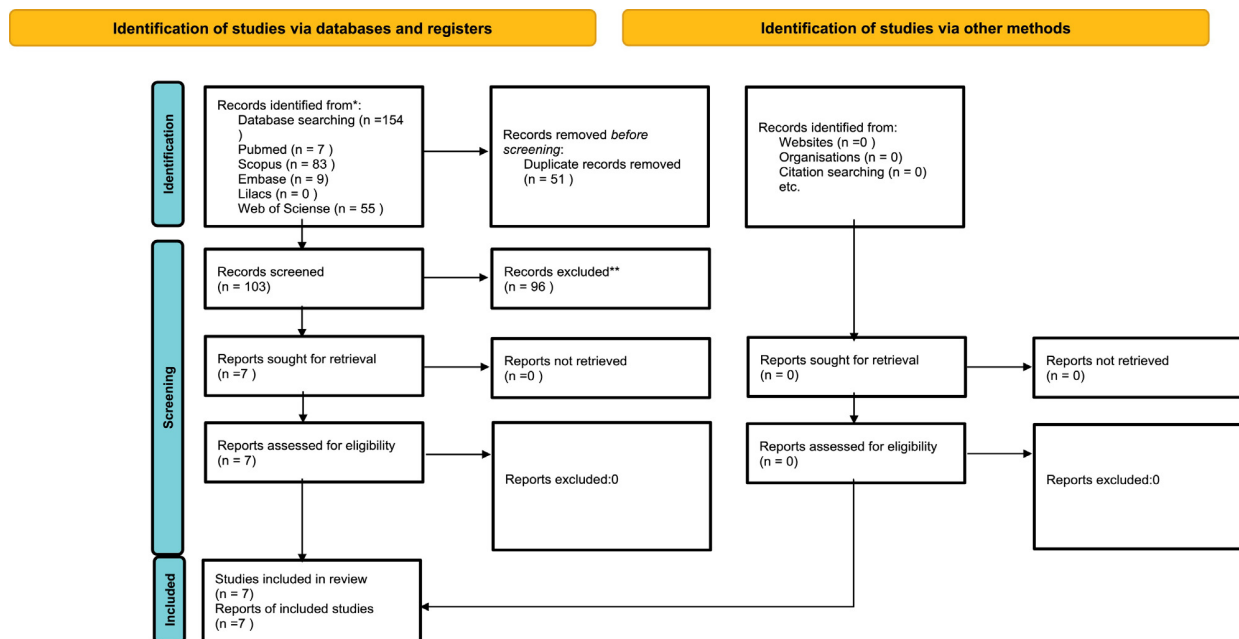 Identification of studies via databases and registers
Identification of studies via other methods
Identification
Records identified from*:
Database searching (n =154
)
Pubmed (n = 7 )
Scopus (n = 83)
Embase (n = 9)
Lilacs (n = 0 )
Web of Sciense (n = 55 )
Records removed before
screening:
Duplicate records removed
(n = 51 )
Records identified from:
Websites (n =0 )
Organisations (n = 0)
Citation searching (n = 0)
etc.
Screening
Records screened
(n = 103)
Records excluded**
(n = 96 )
Reports sought for retrieval
(n =7 )
Reports not retrieved
(n =0 )
Reports sought for retrieval
(n = 0)
Reports not retrieved
(n = 0)
Reports assessed for eligibility
(n = 7)
Reports excluded:0
Reports assessed for eligibility
(n = 0)
Reports excluded:0
Included
Studies included in review
(n = 7)
Reports of included studies
(n =7 )